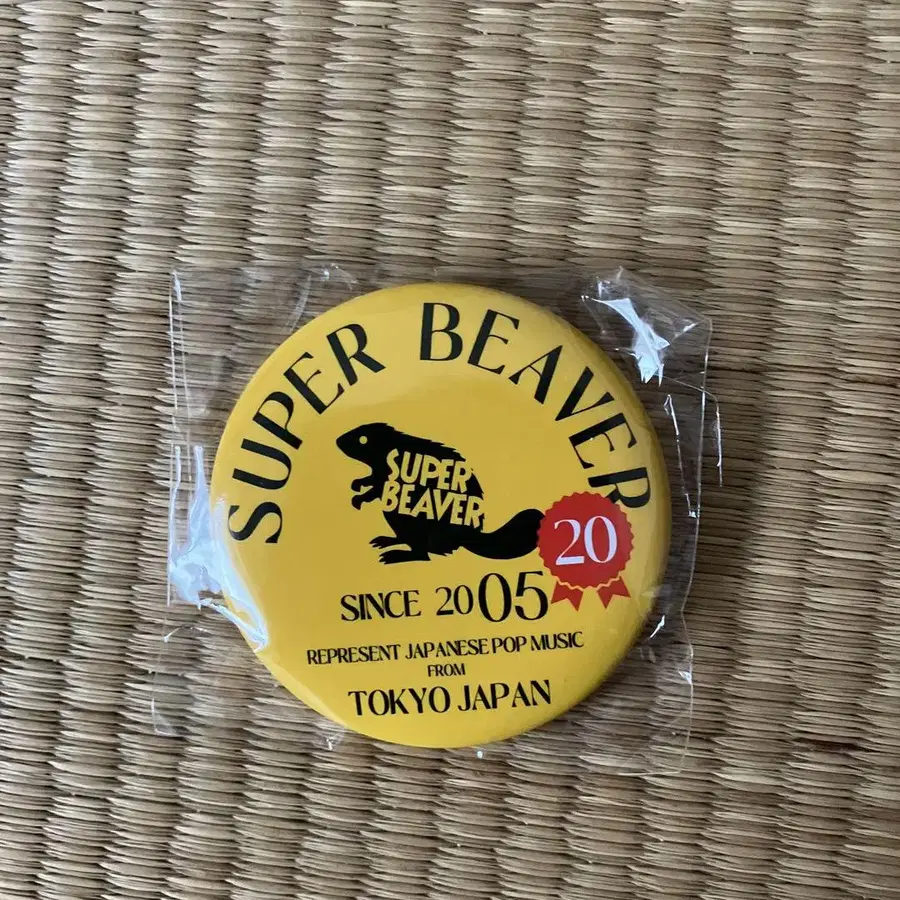 SUPER BEAVER
SUPER
BEAVER
20
SINCE 2005
REPRESENT JAPANESE POP MUSIC
FROM
TOKYO JAPAN